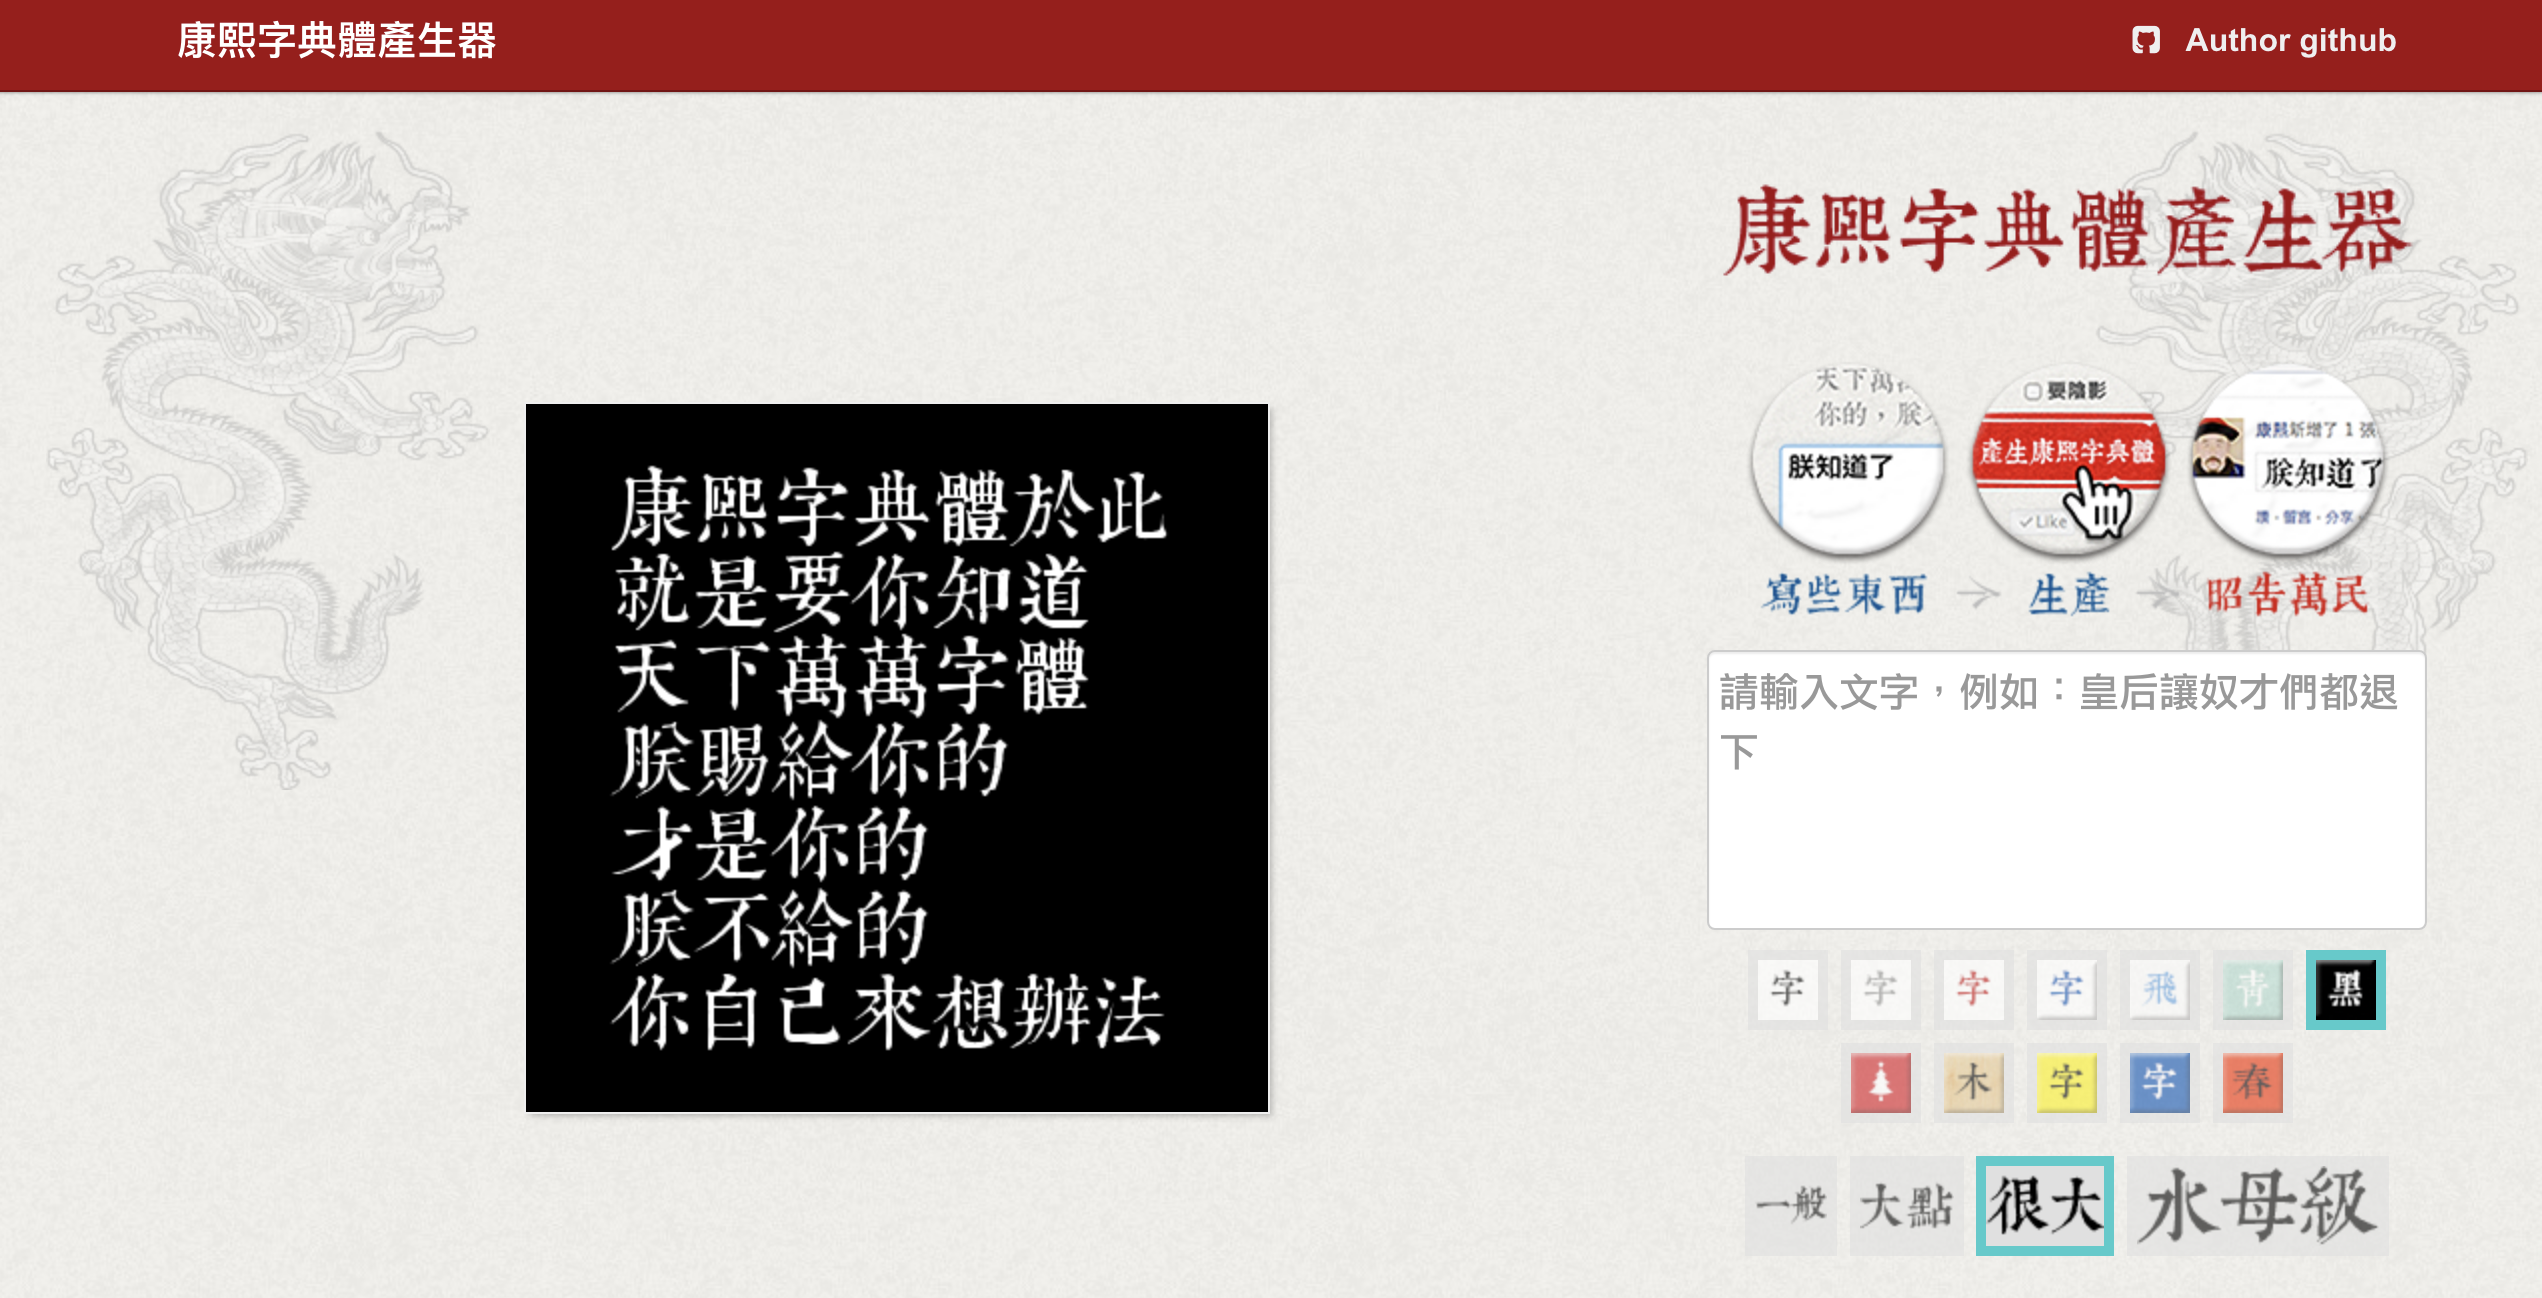 康熙字典體產生器
Author github
康熙字典體於此
就是要你知道
天下萬萬字體
朕賜給你的
才是你的
朕不給的
你自己來想辦法
康熙字典體產生器
天下萬
你的，朕
朕知道了
要陰影
產生康熙字典體
Like
康熙新增了 1 張
朕知道了
讚・留言・分享
寫些東西
生產
昭告萬民
請輸入文字，例如：皇后讓奴才們都退
下
字 字 字 字 飛 青 黑
木 字 字 春
一般 大點 很大 水母級